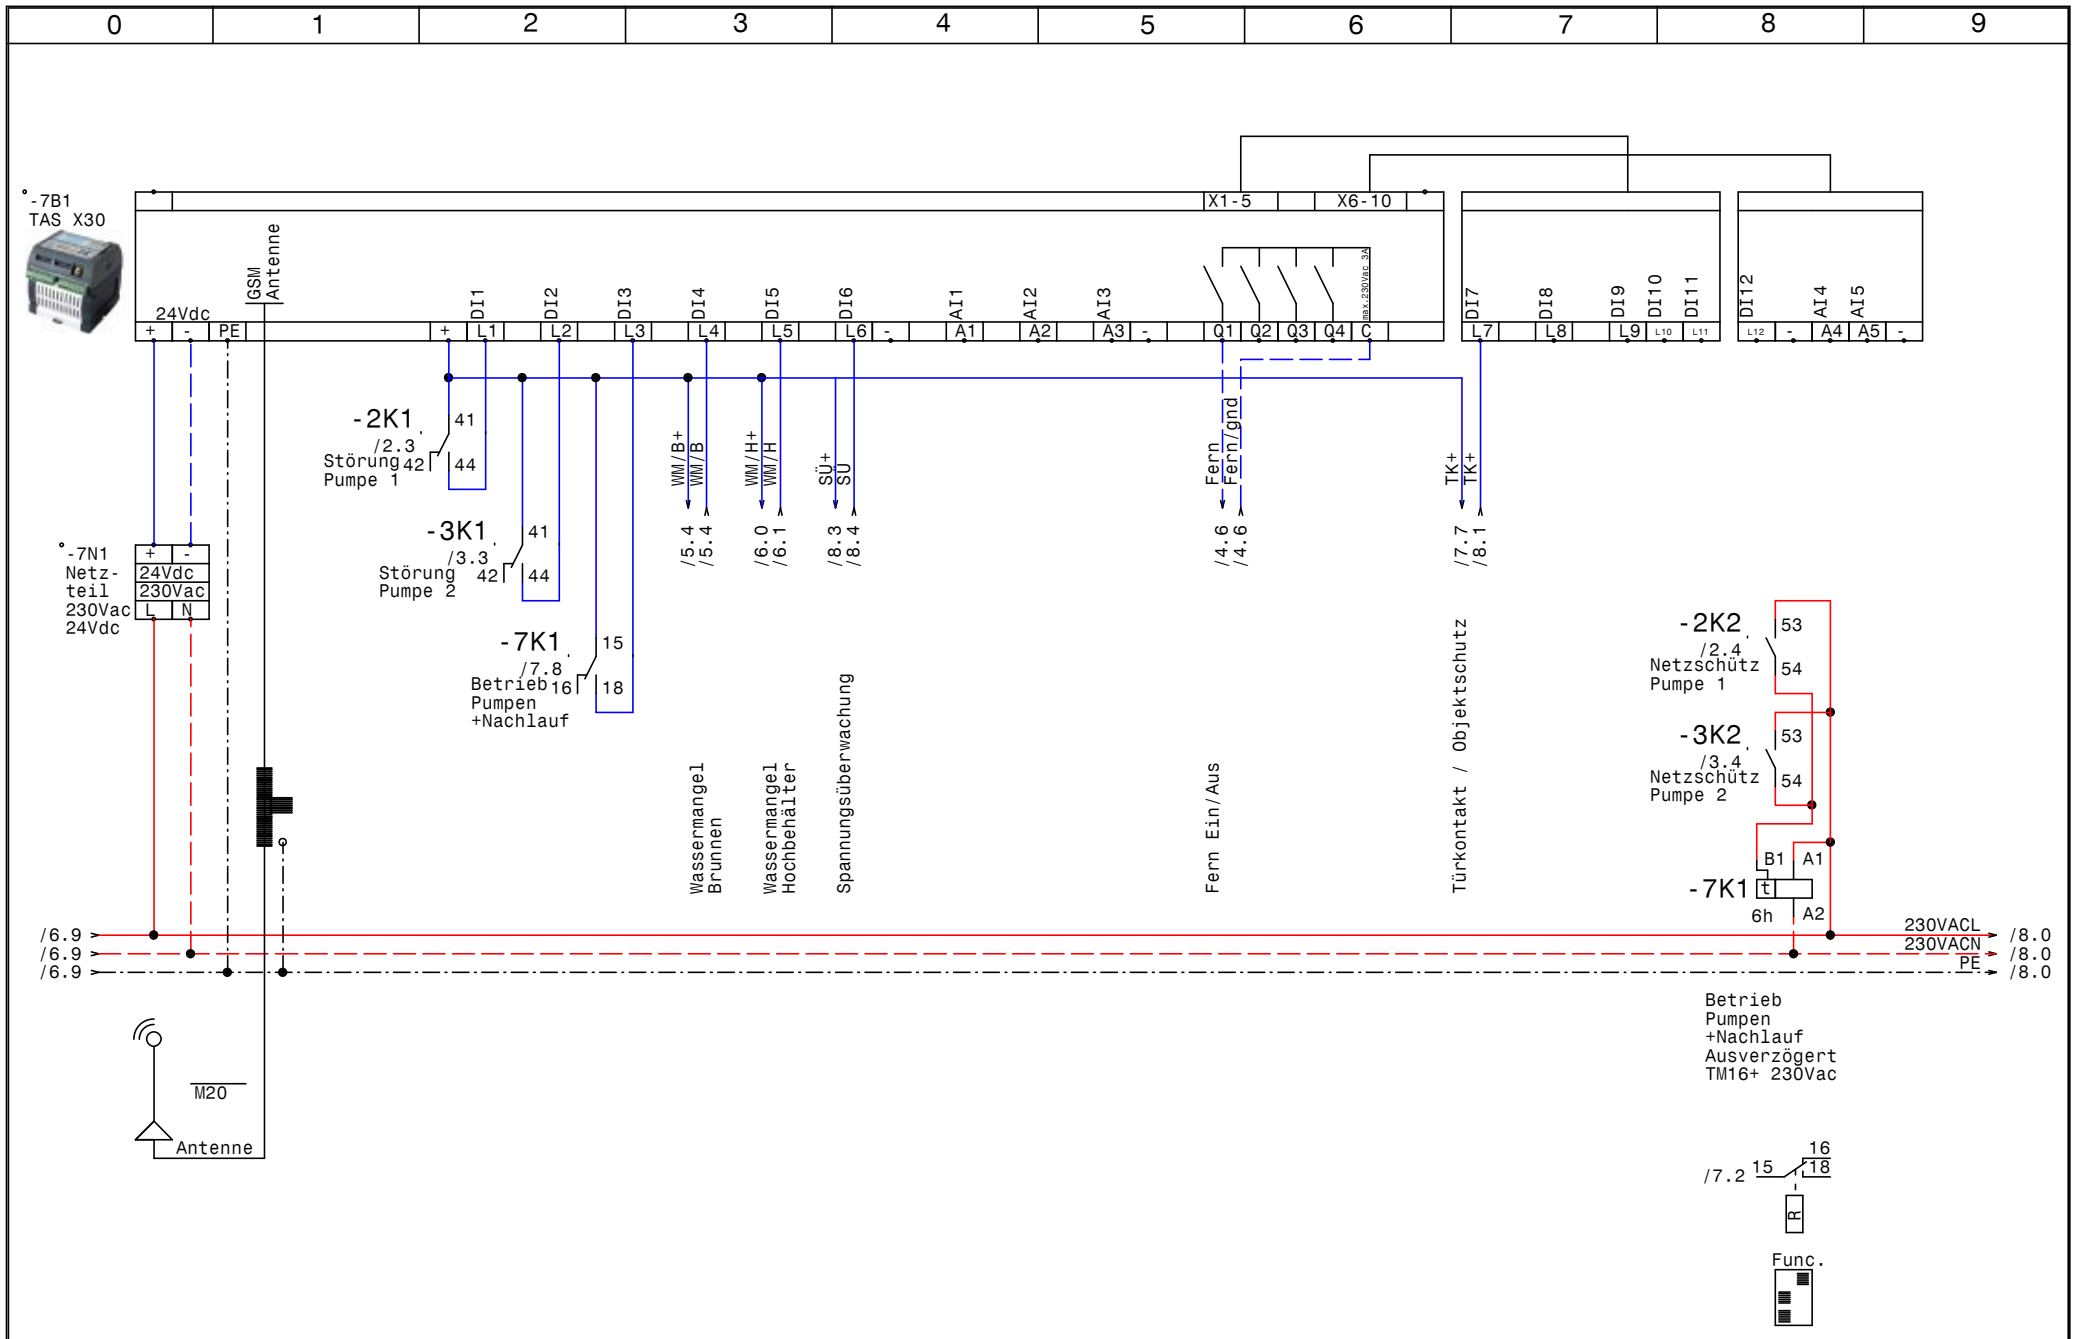 0 1 2 3 4 5 6 7 8 9
-7B1
TAS X30
X1-5
X6-10
GSM
Antenne
24Vdc
DI1
DI2
DI3
DI4
DI5
DI6
AI1
AI2
AI3
max.230Vac 3A
DI7
DI8
DI9
DI10
DI11
DI12
AI4
AI5
+ - PE + L1 L2 L3 L4 L5 L6 - A1 A2 A3 - Q1 Q2 Q3 Q4 C L7 L8 L9 L10 L11 L12 - A4 A5 -
-2K1
/2.3
Störung
Pumpe 1
41
42
44
-3K1
/3.3
Störung
Pumpe 2
41
42
44
-7K1
/7.8
Betrieb
Pumpen
+Nachlauf
15
16
18
WM/B+
WM/B
/5.4
/5.4
WM/H+
WM/H
/6.0
/6.1
SÜ+
SÜ
/8.3
/8.4
Fern
Fern/gnd
/4.6
/4.6
TK+
TK+
/7.7
/8.1
-7N1
Netz-
teil
230Vac
24Vdc
+ -
24Vdc
230Vac
L N
Wassermangel
Brunnen
Wassermangel
Hochbehälter
Spannungsüberwachung
Fern Ein/Aus
Türkontakt / Objektschutz
-2K2
/2.4
Netzschütz
Pumpe 1
53
54
-3K2
/3.4
Netzschütz
Pumpe 2
53
54
-7K1
B1 A1
t
6h
A2
/6.9
/6.9
/6.9
230VACL /8.0
230VACN /8.0
PE /8.0
M20
Antenne
Betrieb
Pumpen
+Nachlauf
Ausverzögert
TM16+ 230Vac
/7.2 15 16
18
R
Func.